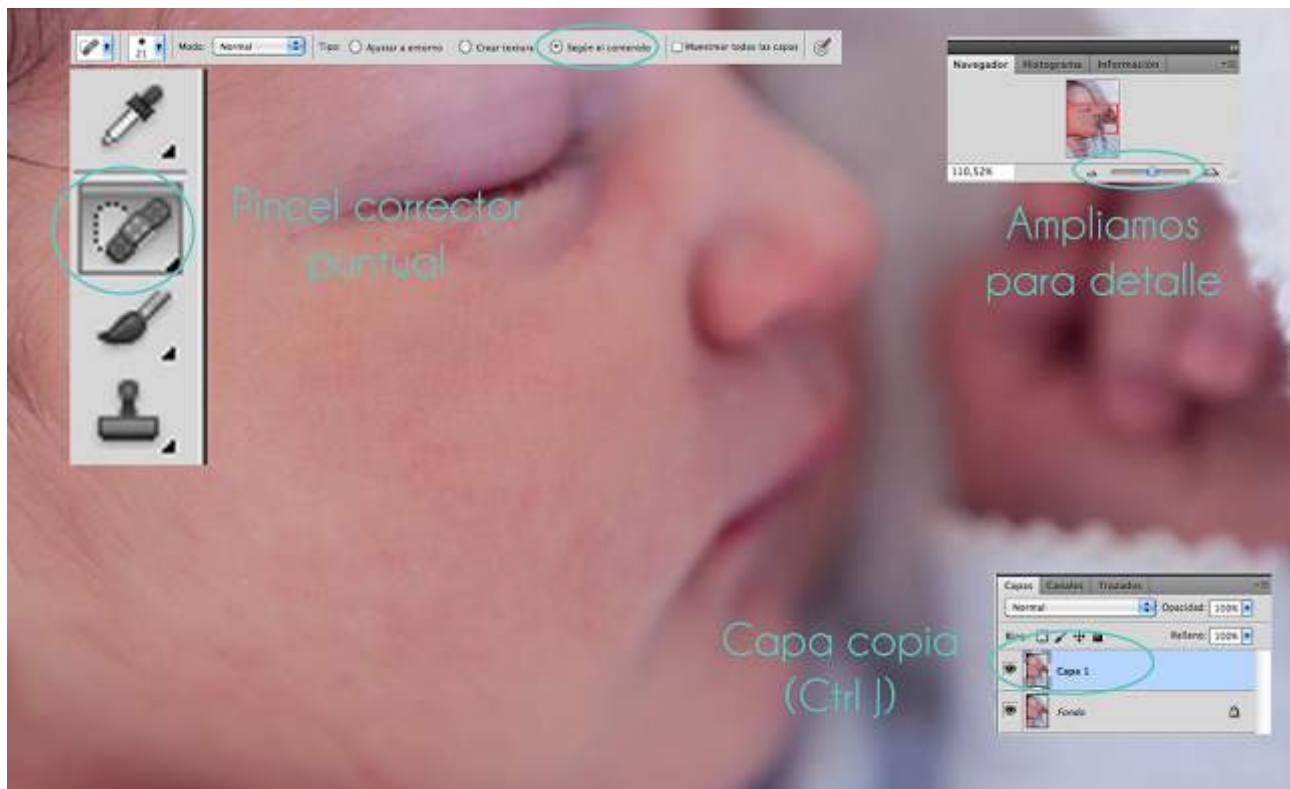 21 Modo: Normal Tipo: Ajustar a entorno Crear textura Según el contenido Muestrear todas las capas
Navegador Histograma Información
110,52%
Pincel corrector
puntual
Ampliamos
para detalle
Capas Canales Trazados
Normal Opacidad: 100%
Relleno: 100%
Capa 1
Fondo
Capa copia
(Ctrl J)